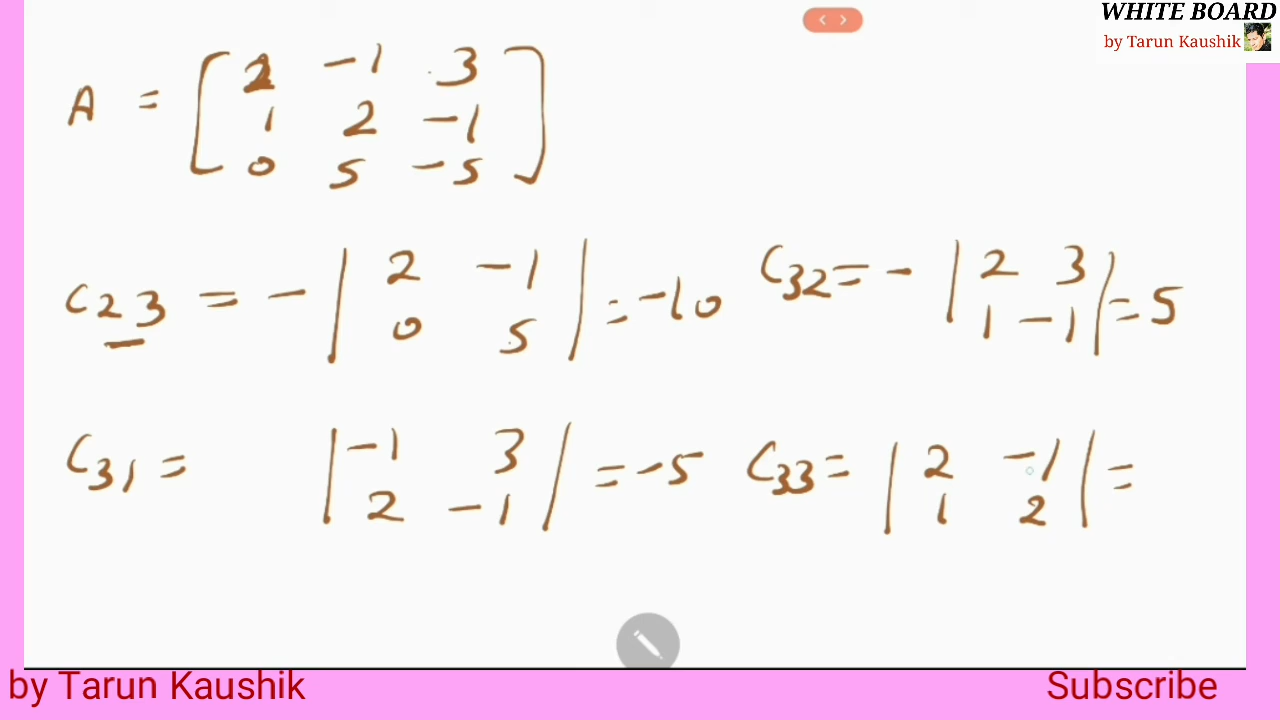 WHITE BOARD
by Tarun Kaushik
A = [ 2 -1 3
1 2 -1
0 5 -5 ]
C23 = - | 2 -1
0 5 | = -10
C32 = - | 2 3
1 -1 | = 5
C31 = | -1 3
2 -1 | = -5
C33 = | 2 -1
1 2 | =
by Tarun Kaushik
Subscribe